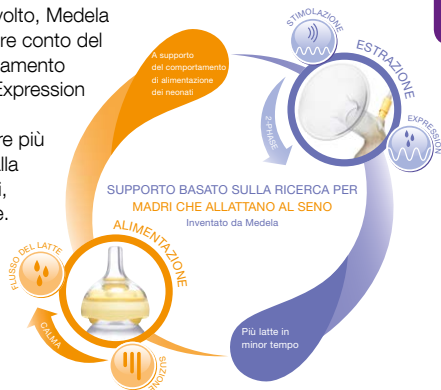 volto, Medela
re conto del
amento
Expression
re più
alla
i,
e.
A supporto
del comportamento
di alimentazione
dei neonati
STIMOLAZIONE
ESTRAZIONE
EXPRESSION
2-PHASE
SUPPORTO BASATO SULLA RICERCA PER
MADRI CHE ALLATTANO AL SENO
Inventato da Medela
ALIMENTAZIONE
FLUSSO DEL LATTE
CALMA
SUZIONE
Più latte in
minor tempo